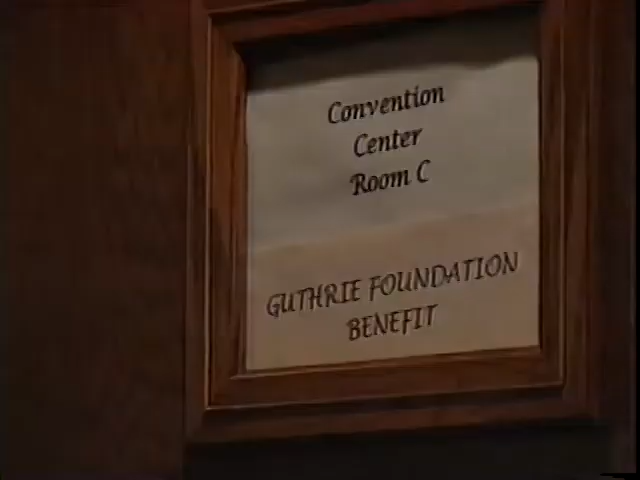 Convention
Center
Room C
GUTHRIE FOUNDATION
BENEFIT